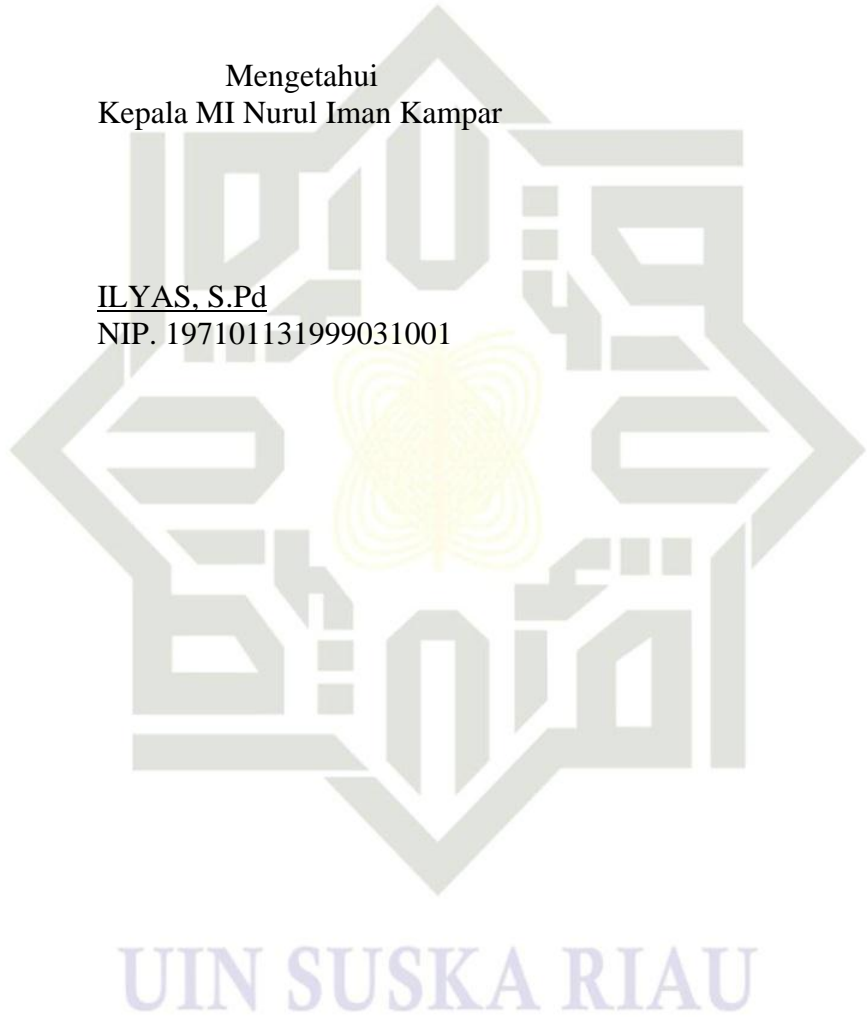 Mengetahui
Kepala MI Nurul Iman Kampar
ILYAS, S.Pd
NIP. 197101131999031001
UIN SUSKA RIAU